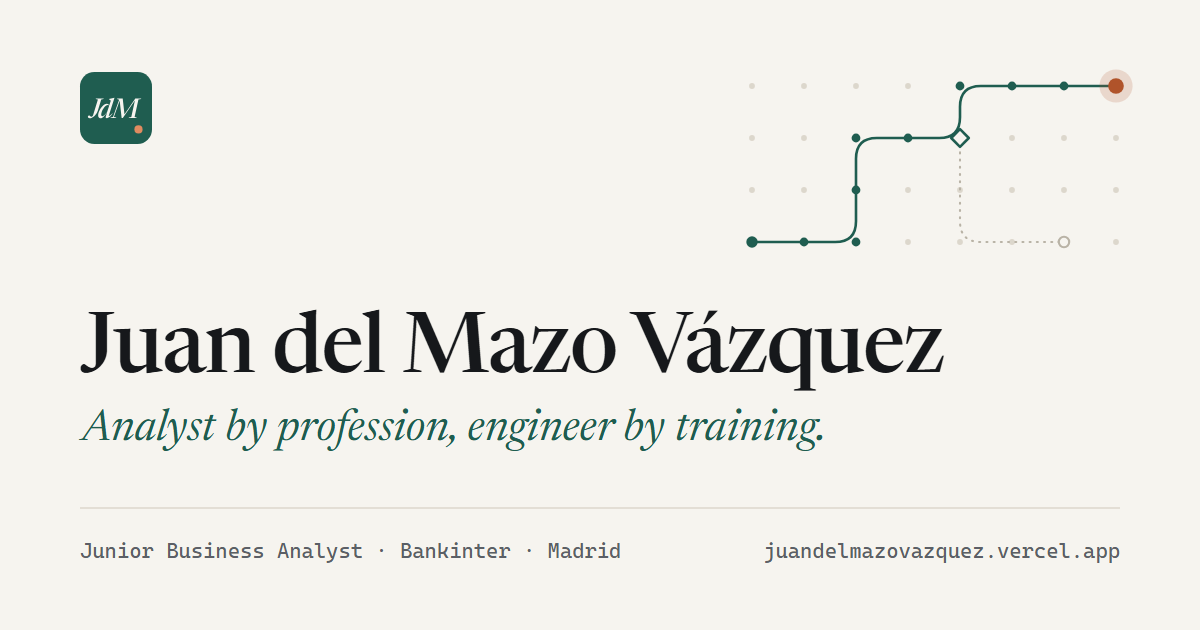 JdM
Juan del Mazo Vázquez
Analyst by profession, engineer by training.
Junior Business Analyst · Bankinter · Madrid
juandelmazovazquez.vercel.app